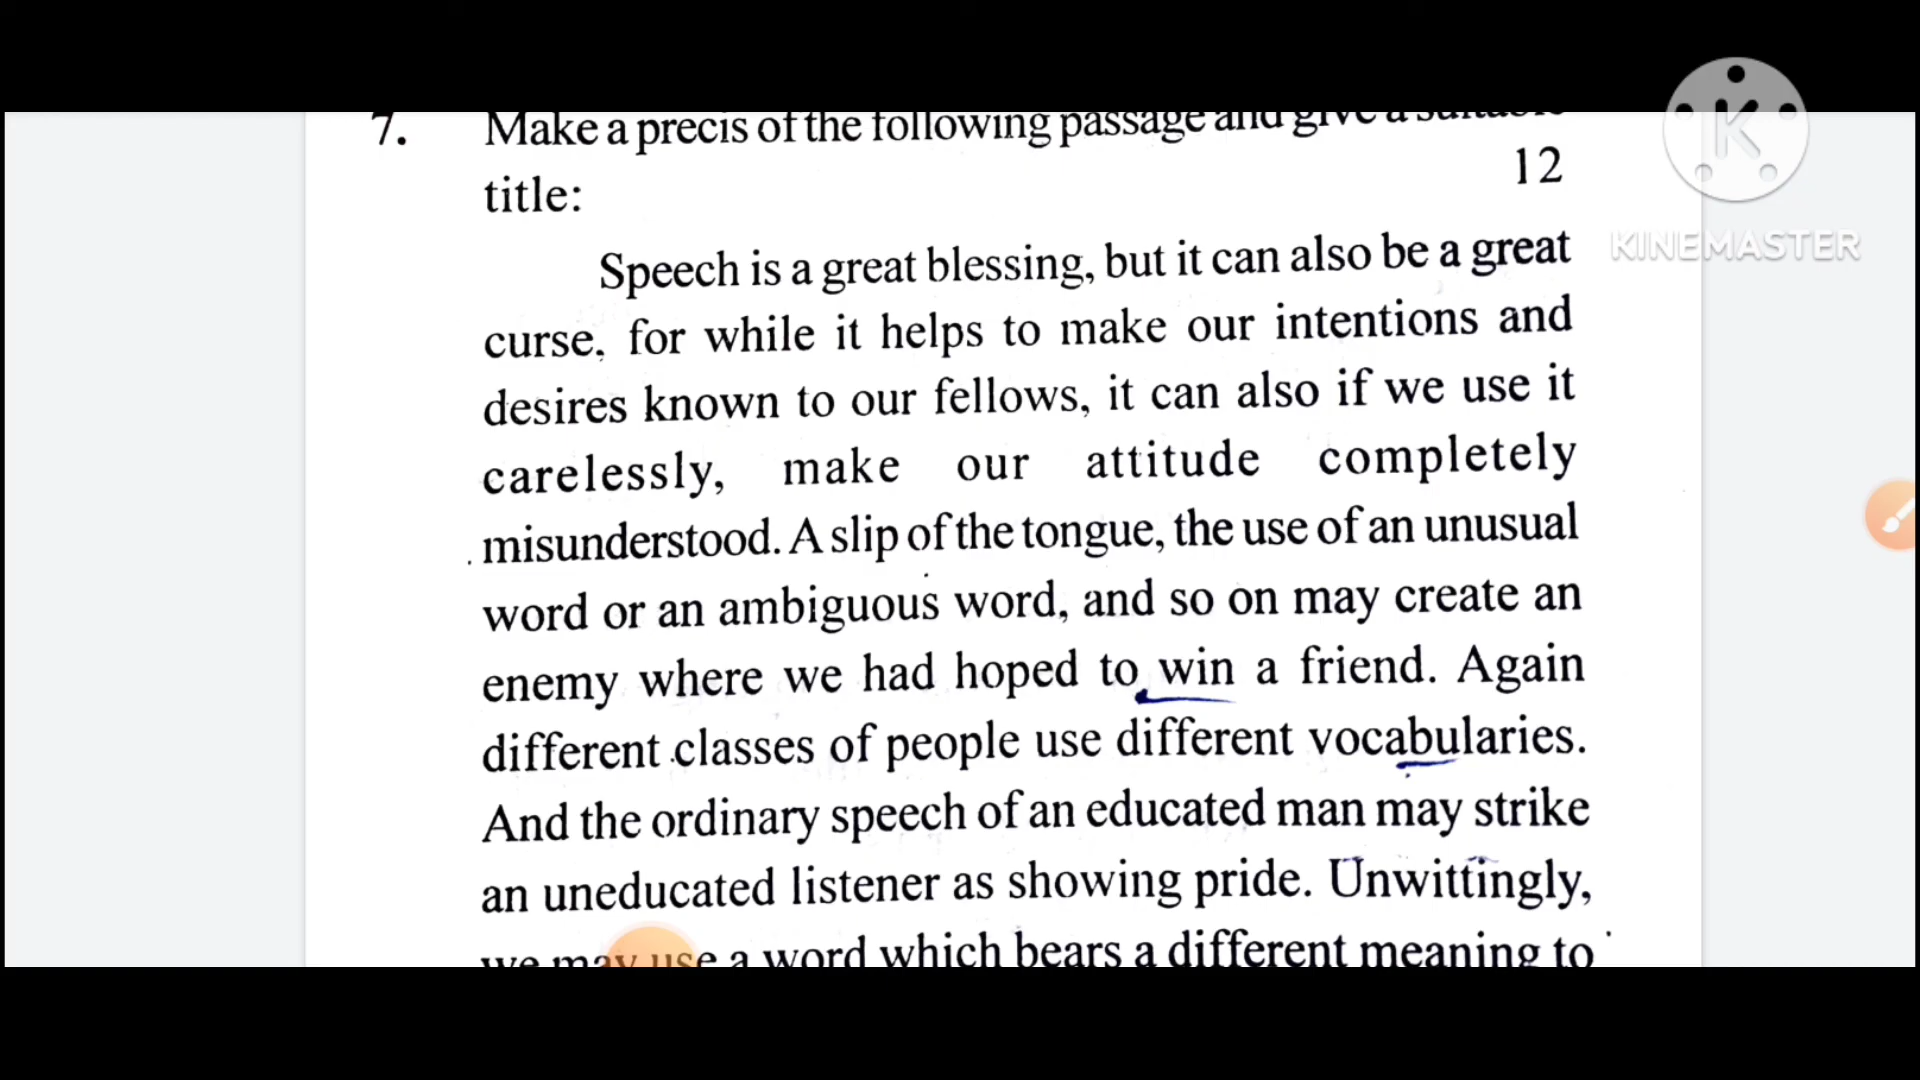 7. Make a precis of the following passage and give a suitable
title: 12
KINEMASTER
Speech is a great blessing, but it can also be a great
curse, for while it helps to make our intentions and
desires known to our fellows, it can also if we use it
carelessly, make our attitude completely
misunderstood. A slip of the tongue, the use of an unusual
word or an ambiguous word, and so on may create an
enemy where we had hoped to win a friend. Again
different classes of people use different vocabularies.
And the ordinary speech of an educated man may strike
an uneducated listener as showing pride. Unwittingly,
we may use a word which bears a different meaning to